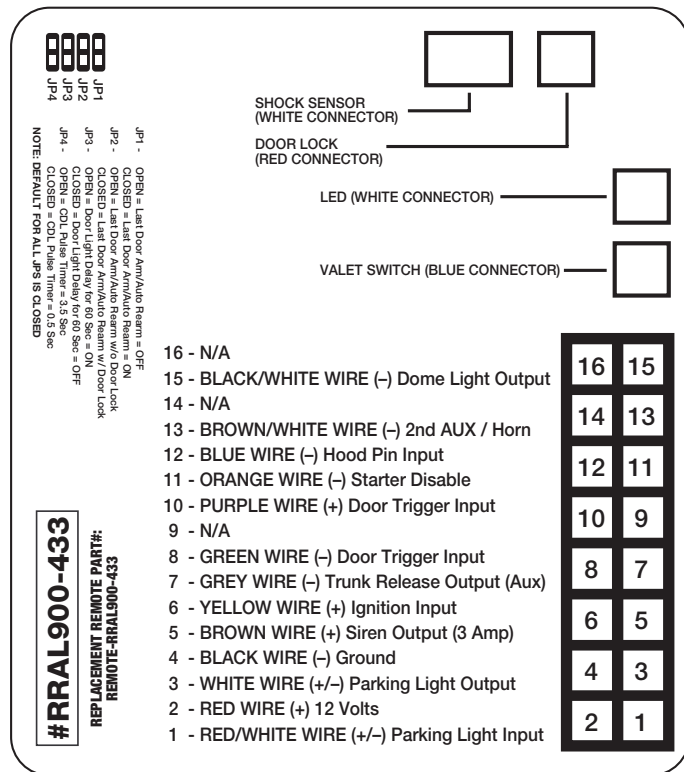 JP4
JP3
JP2
JP1
JP1 - OPEN = Last Door Arm/Auto Rearm = OFF
CLOSED = Last Door Arm/Auto Rearm = ON
JP2 - OPEN = Last Door Arm/Auto Rearm w/o Door Lock
CLOSED = Last Door Arm/Auto Rearm w/ Door Lock
JP3 - OPEN = Door Light Delay for 60 Sec = ON
CLOSED = Door Light Delay for 60 Sec = OFF
JP4 - OPEN = CDL Pulse Timer = 3.5 Sec
CLOSED = CDL Pulse Timer = 0.5 Sec
NOTE: DEFAULT FOR ALL JPS IS CLOSED
SHOCK SENSOR
(WHITE CONNECTOR)
DOOR LOCK
(RED CONNECTOR)
LED (WHITE CONNECTOR)
VALET SWITCH (BLUE CONNECTOR)
16 - N/A
15 - BLACK/WHITE WIRE (–) Dome Light Output
14 - N/A
13 - BROWN/WHITE WIRE (–) 2nd AUX / Horn
12 - BLUE WIRE (–) Hood Pin Input
11 - ORANGE WIRE (–) Starter Disable
10 - PURPLE WIRE (+) Door Trigger Input
9 - N/A
8 - GREEN WIRE (–) Door Trigger Input
7 - GREY WIRE (–) Trunk Release Output (Aux)
6 - YELLOW WIRE (+) Ignition Input
5 - BROWN WIRE (+) Siren Output (3 Amp)
4 - BLACK WIRE (–) Ground
3 - WHITE WIRE (+/–) Parking Light Output
2 - RED WIRE (+) 12 Volts
1 - RED/WHITE WIRE (+/–) Parking Light Input
16 15
14 13
12 11
10 9
8 7
6 5
4 3
2 1
#RRAL900-433
REPLACEMENT REMOTE PART#:
REMOTE-RRAL900-433